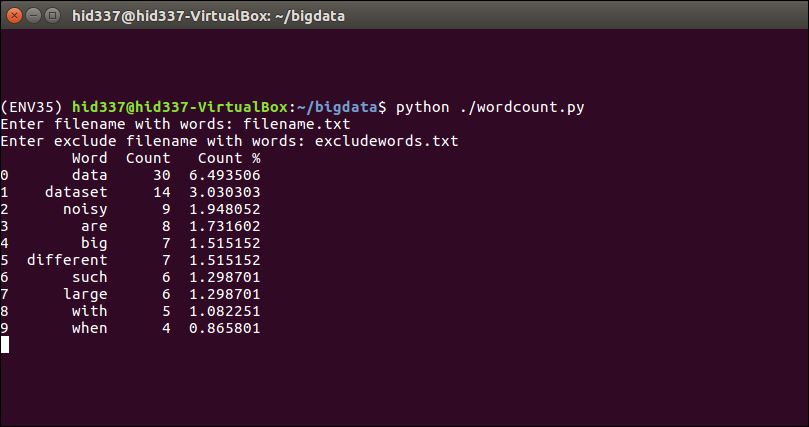 hid337@hid337-VirtualBox: ~/bigdata
(ENV35) hid337@hid337-VirtualBox:~/bigdata$ python ./wordcount.py
Enter filename with words: filename.txt
Enter exclude filename with words: excludewords.txt
        Word  Count   Count %
0       data     30  6.493506
1    dataset     14  3.030303
2      noisy      9  1.948052
3        are      8  1.731602
4        big      7  1.515152
5  different      7  1.515152
6       such      6  1.298701
7      large      6  1.298701
8       with      5  1.082251
9       when      4  0.865801